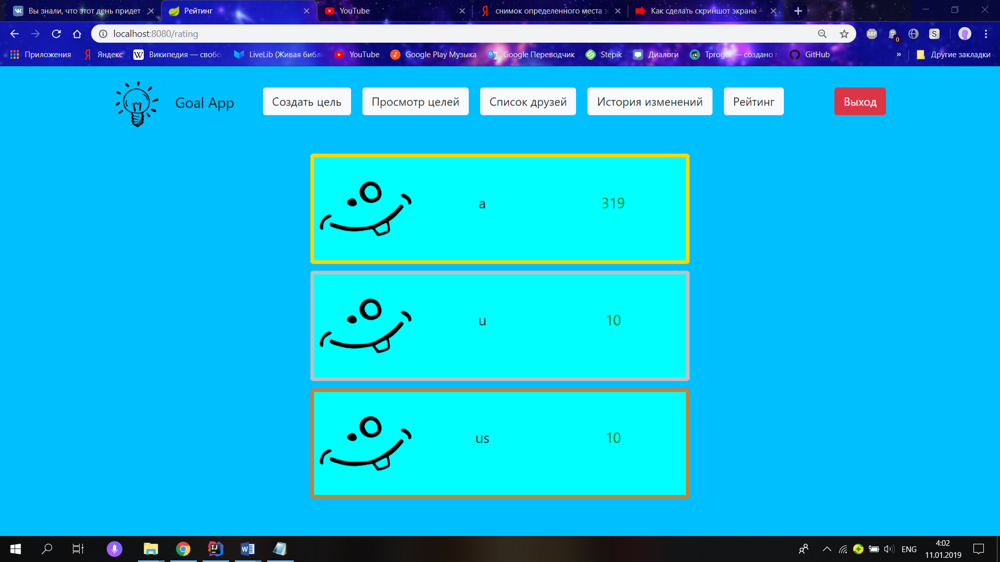 Вы знали, что этот день придет
Рейтинг
YouTube
снимок определенного места э
Как сделать скриншот экрана –
localhost:8080/rating
ABP
0
S
Приложения
Яндекс
W
Википедия — свобо
LiveLib (Живая библи
YouTube
Google Play Музыка
Google Переводчик
Stepik
Диалоги
Tproger — создано п
GitHub
»
Другие закладки
Goal App
Создать цель
Просмотр целей
Список друзей
История изменений
Рейтинг
Выход
a
319
u
10
us
10
ENG
4:02
11.01.2019